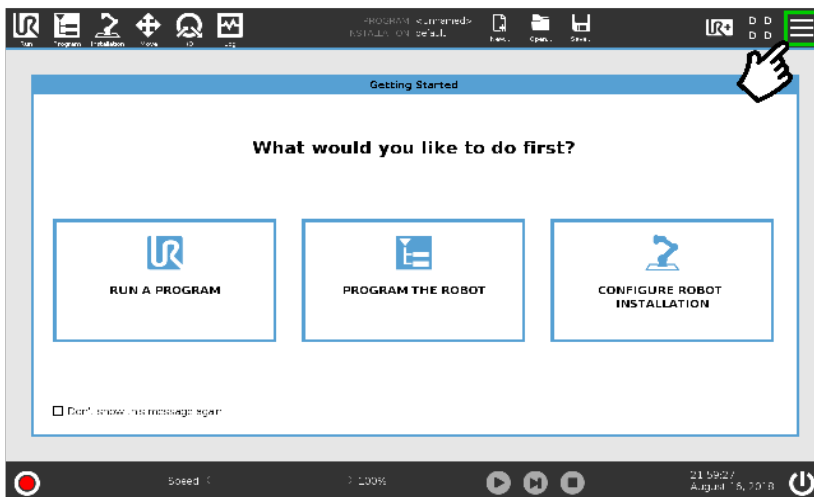 PROGRAM <unnamed>
INSTALLATION default
UR+
D D
D D
Run
Program
Installation
Move
I/O
Log
New...
Open...
Save...
Getting Started
What would you like to do first?
RUN A PROGRAM
PROGRAM THE ROBOT
CONFIGURE ROBOT
INSTALLATION
Don't show this message again
Speed
100%
21:59:27
August 16, 2018